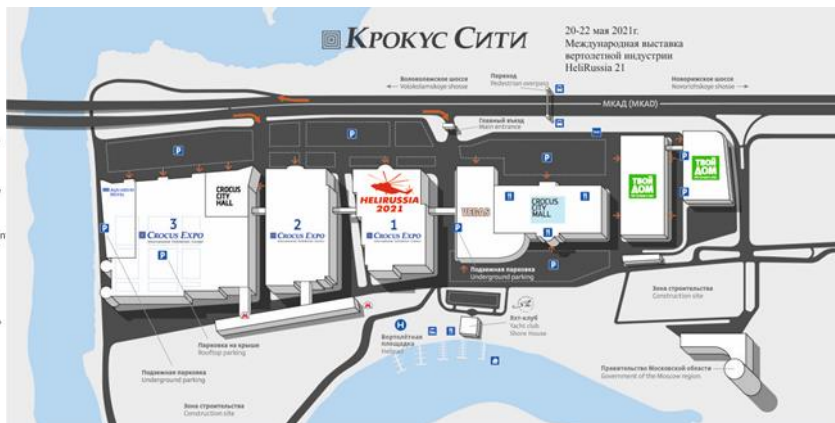 КРОКУС СИТИ
20-22 мая 2021г.
Международная выставка
вертолетной индустрии
HeliRussia 21
Волоколамское шоссе
Volokolamskoye shosse
Переход
Pedestrian overpass
Новорижское шоссе
Novorizhskoye shosse
МКАД (MKAD)
Главный въезд
Main entrance
P
P
P
CROCUS
CITY
HALL
3
CROCUS EXPO
P
P
2
CROCUS EXPO
HELIRUSSIA
2021
1
CROCUS EXPO
VEGAS
CROCUS
CITY
MALL
ТВОЙ
ДОМ
ТВОЙ
ДОМ
P
P
P
P
Подземная парковка
Underground parking
Зона строительства
Construction site
Яхт-клуб
Yacht club
Shore House
H
Вертолётная
площадка
Helipad
Парковка на крыше
Rooftop parking
Подземная парковка
Underground parking
Правительство Московской области
Government of the Moscow region
Зона строительства
Construction site